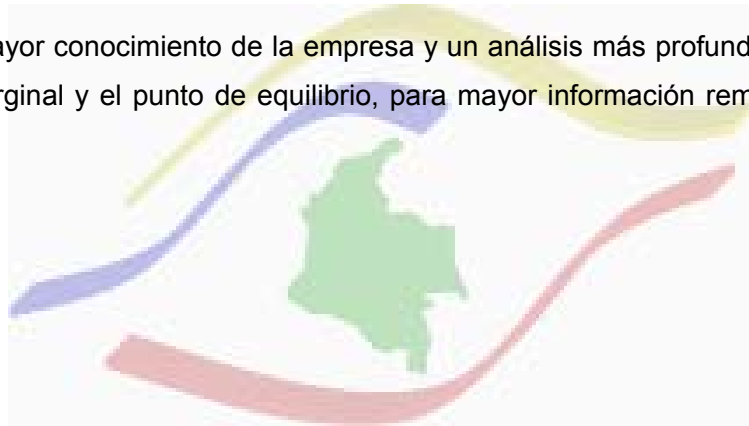 ayor conocimiento de la empresa y un análisis más profund
rginal y el punto de equilibrio, para mayor información rem